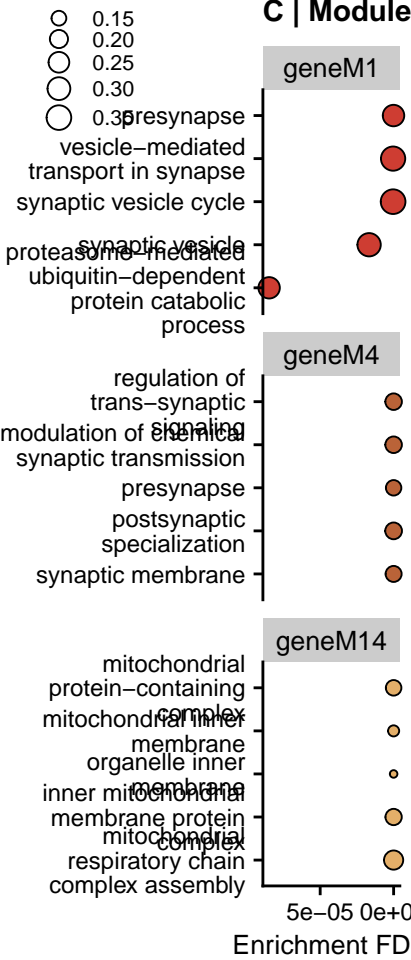 C | Module
0.15
0.20
0.25
0.30
0.35
geneM1
presynapse
vesicle−mediated
transport in synapse
synaptic vesicle cycle
synaptic vesicle
proteasome−mediated
ubiquitin−dependent
protein catabolic
process
geneM4
regulation of
trans−synaptic
signaling
modulation of chemical
synaptic transmission
presynapse
postsynaptic
specialization
synaptic membrane
geneM14
mitochondrial
protein−containing
complex
mitochondrial inner
membrane
organelle inner
membrane
inner mitochondrial
membrane protein
complex
mitochondrial
respiratory chain
complex assembly
5e−05 0e+0
Enrichment FD